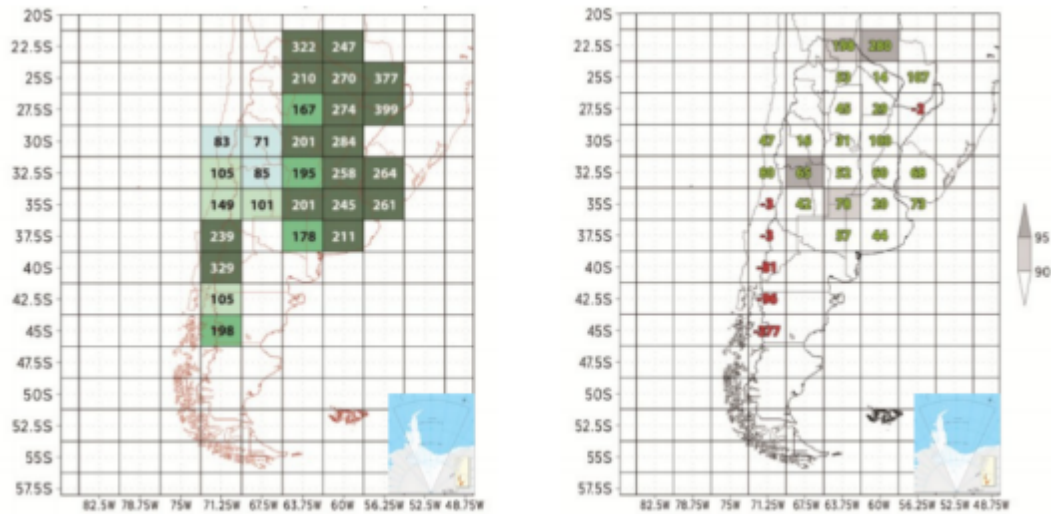 20S
22.5S 322 247
25S 210 270 377
27.5S 167 274 399
30S 83 71 201 284
32.5S 105 85 195 258 264
35S 149 101 201 245 261
37.5S 239 178 211
40S 329
42.5S 105
45S 198
47.5S
50S
52.5S
55S
57.5S
82.5W 78.75W 75W 71.25W 67.5W 63.75W 60W 56.25W 52.5W 48.75W
20S
22.5S
25S 14
27.5S 45 29 -3
30S 47 16 31
32.5S 65 52
35S -3 42 20 73
37.5S -3 57 44
40S
42.5S
45S
47.5S
50S
52.5S
55S
57.5S
82.5W 78.75W 75W 71.25W 67.5W 63.75W 60W 56.25W 52.5W 48.75W
95
90